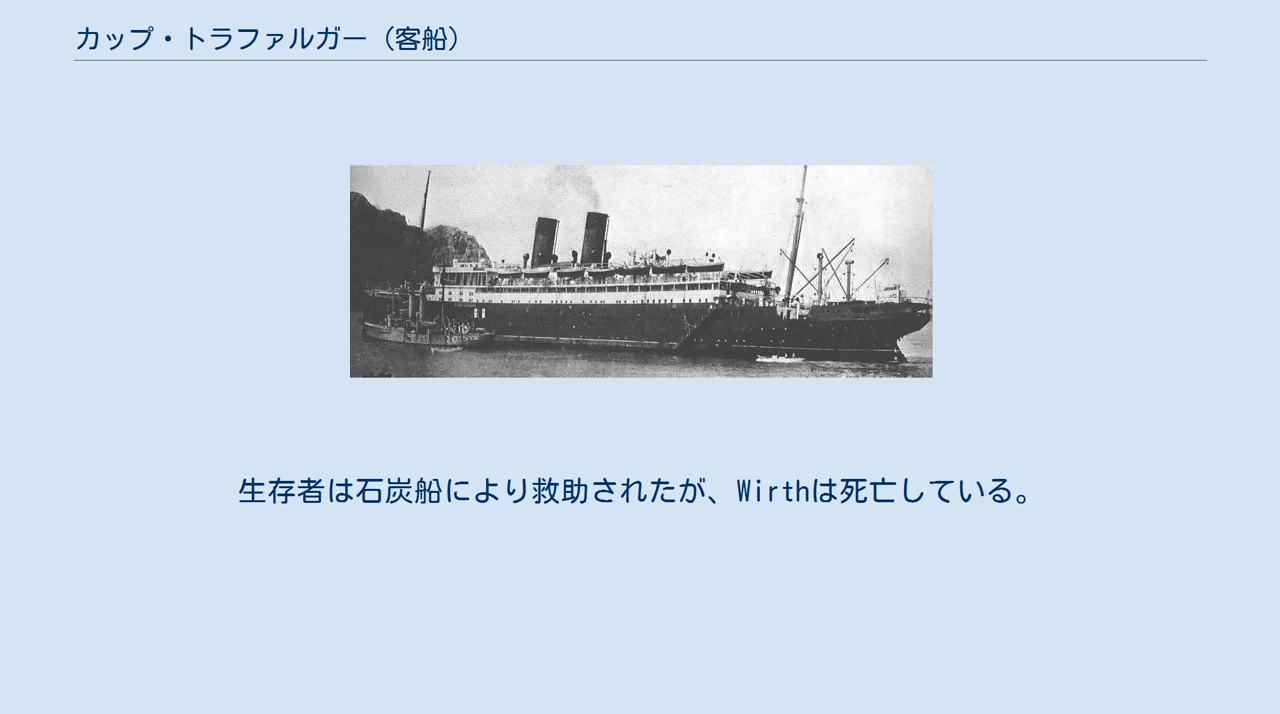 カップ・トラファルガー（客船）
生存者は石炭船により救助されたが、Wirthは死亡している。